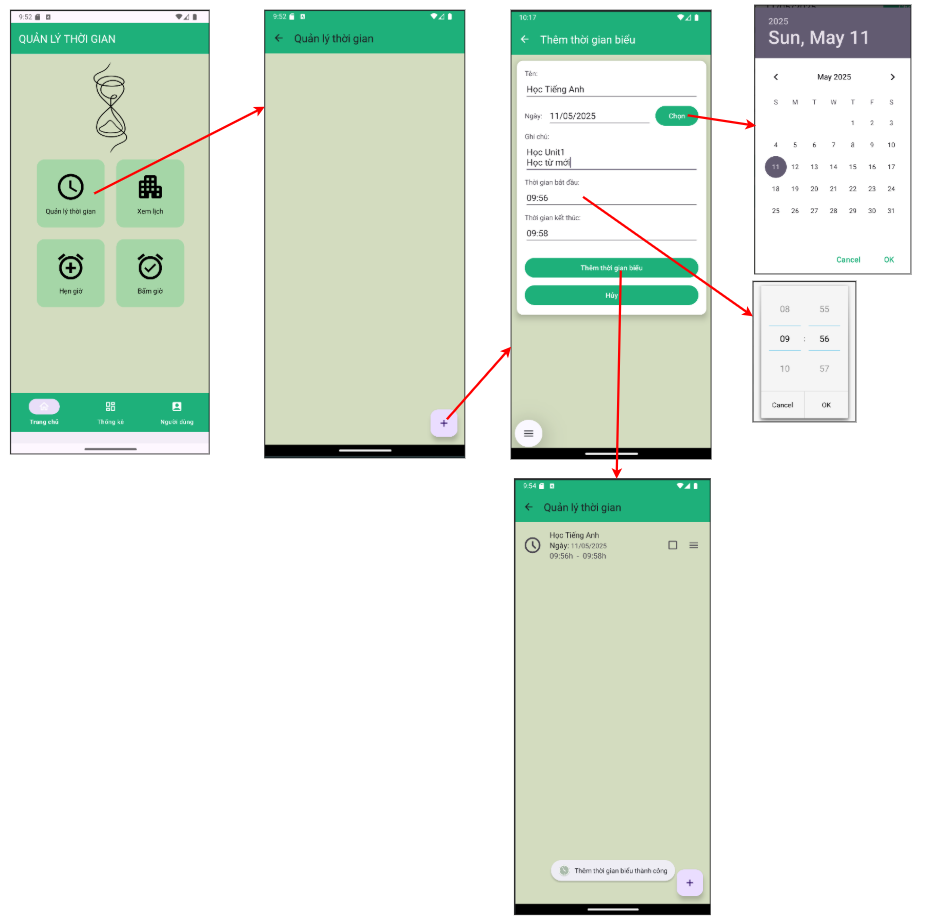 9:52
QUẢN LÝ THỜI GIAN
Quản lý thời gian
Xem lịch
Hẹn giờ
Bấm giờ
Trang chủ
Thống kê
Người dùng
9:52
Quản lý thời gian
+
10:17
Thêm thời gian biểu
Tên:
Học Tiếng Anh
Ngày: 11/05/2025 Chọn
Ghi chú:
Học Unit1
Học từ mới
Thời gian bắt đầu:
09:56
Thời gian kết thúc:
09:58
Thêm thời gian biểu
Hủy
2025
Sun, May 11
May 2025
S M T W T F S
1 2 3
4 5 6 7 8 9 10
11 12 13 14 15 16 17
18 19 20 21 22 23 24
25 26 27 28 29 30 31
Cancel OK
08 55
09 : 56
10 57
Cancel OK
9:54
Quản lý thời gian
Học Tiếng Anh
Ngày: 11/05/2025
09:56h - 09:58h
Thêm thời gian biểu thành công
+